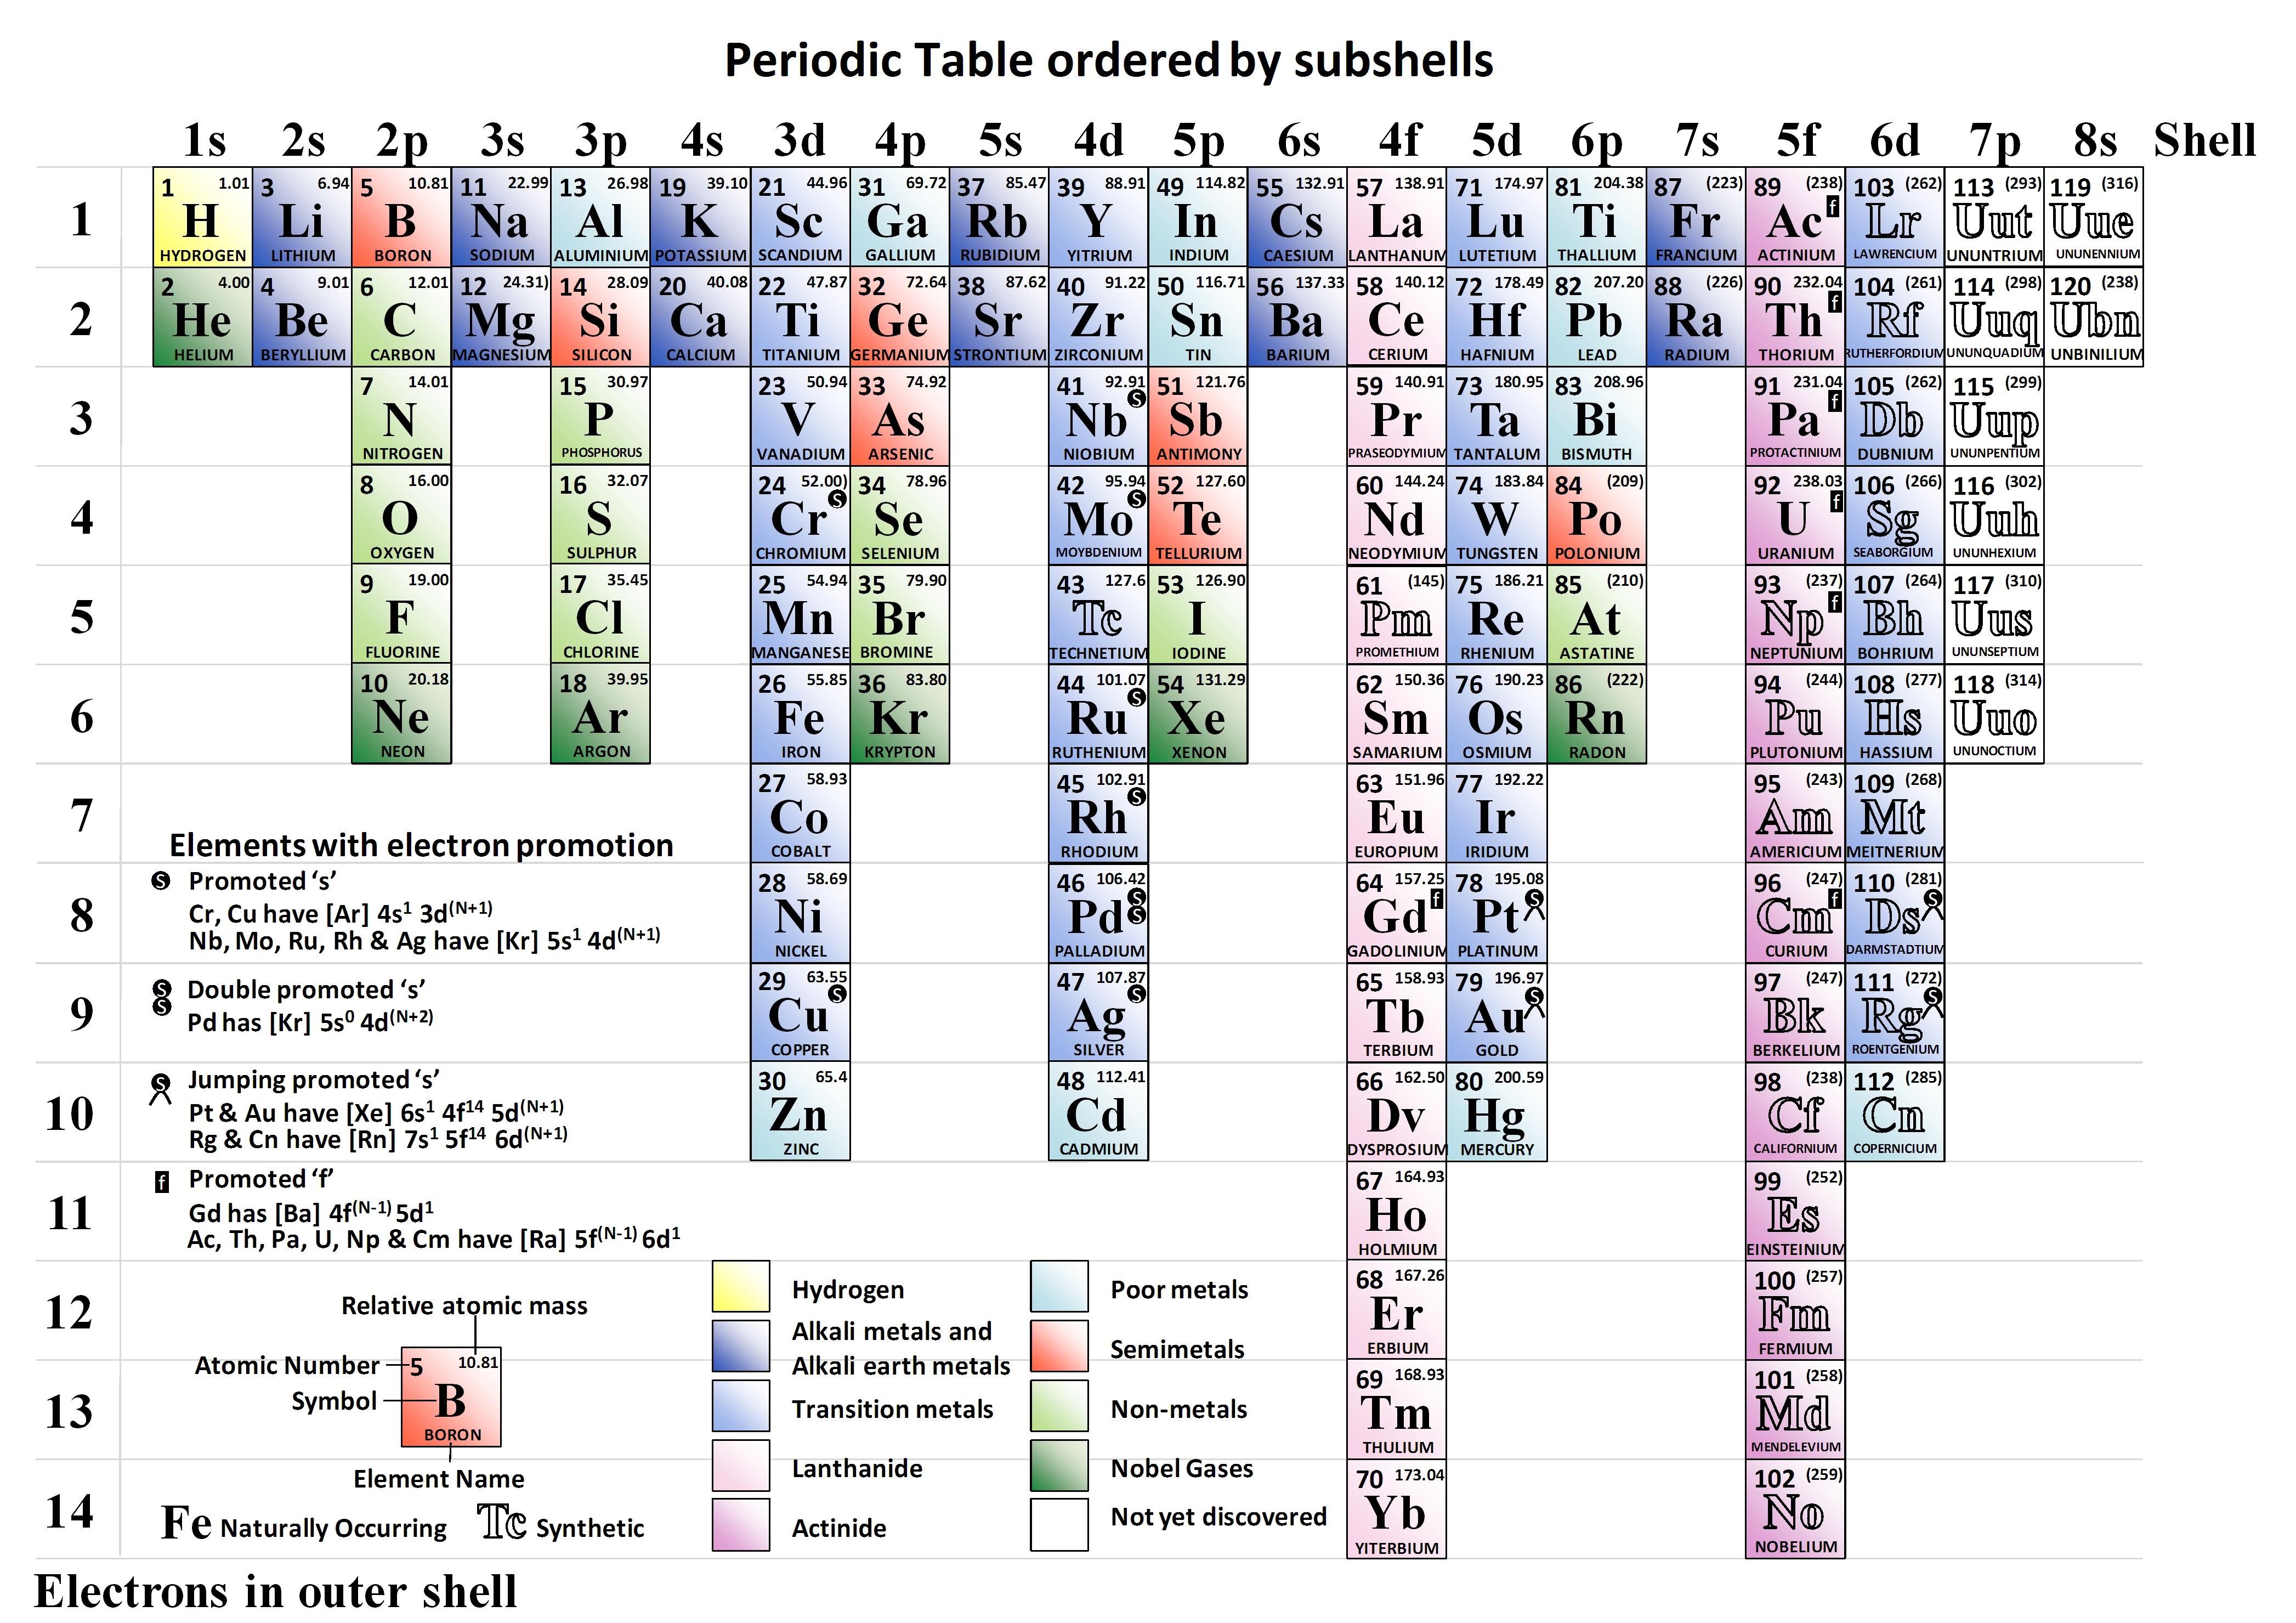 Periodic Table ordered by subshells
1s 2s 2p 3s 3p 4s 3d 4p 5s 4d 5p 6s 4f 5d 6p 7s 5f 6d 7p 8s Shell
1
1 1.01 3 6.94 5 10.81 11 22.99 13 26.98 19 39.10 21 44.96 31 69.72 37 85.47 39 88.91 49 114.82 55 132.91 57 138.91 71 174.97 81 204.38 87 (223) 89 (238) 103 (262) 113 (293) 119 (316)
H Li B Na Al K Sc Ga Rb Y In Cs La Lu Ti Fr Ac f Lr Uut Uue
HYDROGEN LITHIUM BORON SODIUM ALUMINIUM POTASSIUM SCANDIUM GALLIUM RUBIDIUM YITRIUM INDIUM CAESIUM LANTHANUM LUTETIUM THALLIUM FRANCIUM ACTINIUM LAWRENCIUM UNUNTRIUM UNUNENNIUM
2
2 4.00 4 9.01 6 12.01 12 24.31) 14 28.09 20 40.08 22 47.87 32 72.64 38 87.62 40 91.22 50 116.71 56 137.33 58 140.12 72 178.49 82 207.20 88 (226) 90 232.04 104 (261) 114 (298) 120 (238)
He Be C Mg Si Ca Ti Ge Sr Zr Sn Ba Ce Hf Pb Ra Th f Rf Uuq Ubn
HELIUM BERYLLIUM CARBON MAGNESIUM SILICON CALCIUM TITANIUM GERMANIUM STRONTIUM ZIRCONIUM TIN BARIUM CERIUM HAFNIUM LEAD RADIUM THORIUM RUTHERFORDIUM UNUNQUADIUM UNBINILIUM
3
7 14.01 15 30.97 23 50.94 33 74.92 41 92.91 51 121.76 59 140.91 73 180.95 83 208.96 91 231.04 105 (262) 115 (299)
N P V As Nb S Sb Pr Ta Bi Pa f Db Uup
NITROGEN PHOSPHORUS VANADIUM ARSENIC NIOBIUM ANTIMONY PRASEODYMIUM TANTALUM BISMUTH PROTACTINIUM DUBNIUM UNUNPENTIUM
4
8 16.00 16 32.07 24 52.00) 34 78.96 42 95.94 52 127.60 60 144.24 74 183.84 84 (209) 92 238.03 106 (266) 116 (302)
O S Cr S Se Mo S Te Nd W Po U f Sg Uuh
OXYGEN SULPHUR CHROMIUM SELENIUM MOYBDENIUM TELLURIUM NEODYMIUM TUNGSTEN POLONIUM URANIUM SEABORGIUM UNUNHEXIUM
5
9 19.00 17 35.45 25 54.94 35 79.90 43 127.6 53 126.90 61 (145) 75 186.21 85 (210) 93 (237) 107 (264) 117 (310)
F Cl Mn Br Tc I Pm Re At Np f Bh Uus
FLUORINE CHLORINE MANGANESE BROMINE TECHNETIUM IODINE PROMETHIUM RHENIUM ASTATINE NEPTUNIUM BOHRIUM UNUNSEPTIUM
6
10 20.18 18 39.95 26 55.85 36 83.80 44 101.07 54 131.29 62 150.36 76 190.23 86 (222) 94 (244) 108 (277) 118 (314)
Ne Ar Fe Kr Ru S Xe Sm Os Rn Pu Hs Uuo
NEON ARGON IRON KRYPTON RUTHENIUM XENON SAMARIUM OSMIUM RADON PLUTONIUM HASSIUM UNUNOCTIUM
7
27 58.93 45 102.91 63 151.96 77 192.22 95 (243) 109 (268)
Co Rh S Eu Ir Am Mt
COBALT RHODIUM EUROPIUM IRIDIUM AMERICIUM MEITNERIUM
8
28 58.69 46 106.42 64 157.25 78 195.08 96 (247) 110 (281)
Ni Pd S S Gd f Pt S Cm f Ds S
NICKEL PALLADIUM GADOLINIUM PLATINUM CURIUM DARMSTADTIUM
9
29 63.55 47 107.87 65 158.93 79 196.97 97 (247) 111 (272)
Cu S Ag S Tb Au S Bk Rg S
COPPER SILVER TERBIUM GOLD BERKELIUM ROENTGENIUM
10
30 65.4 48 112.41 66 162.50 80 200.59 98 (238) 112 (285)
Zn Cd Dv Hg Cf Cn
ZINC CADMIUM DYSPROSIUM MERCURY CALIFORNIUM COPERNICIUM
11
67 164.93 99 (252)
Ho Es
HOLMIUM EINSTEINIUM
12
68 167.26 100 (257)
Er Fm
ERBIUM FERMIUM
13
69 168.93 101 (258)
Tm Md
THULIUM MENDELEVIUM
14
70 173.04 102 (259)
Yb No
YITERBIUM NOBELIUM
Elements with electron promotion
S Promoted ‘s’
Cr, Cu have [Ar] 4s1 3d(N+1)
Nb, Mo, Ru, Rh & Ag have [Kr] 5s1 4d(N+1)
S S Double promoted ‘s’
Pd has [Kr] 5s0 4d(N+2)
S Jumping promoted ‘s’
Pt & Au have [Xe] 6s1 4f14 5d(N+1)
Rg & Cn have [Rn] 7s1 5f14 6d(N+1)
f Promoted ‘f’
Gd has [Ba] 4f(N-1) 5d1
Ac, Th, Pa, U, Np & Cm have [Ra] 5f(N-1) 6d1
Relative atomic mass
Atomic Number 5 10.81
Symbol B
BORON
Element Name
Fe Naturally Occurring Tc Synthetic
Hydrogen
Alkali metals and
Alkali earth metals
Transition metals
Lanthanide
Actinide
Poor metals
Semimetals
Non-metals
Nobel Gases
Not yet discovered
Electrons in outer shell